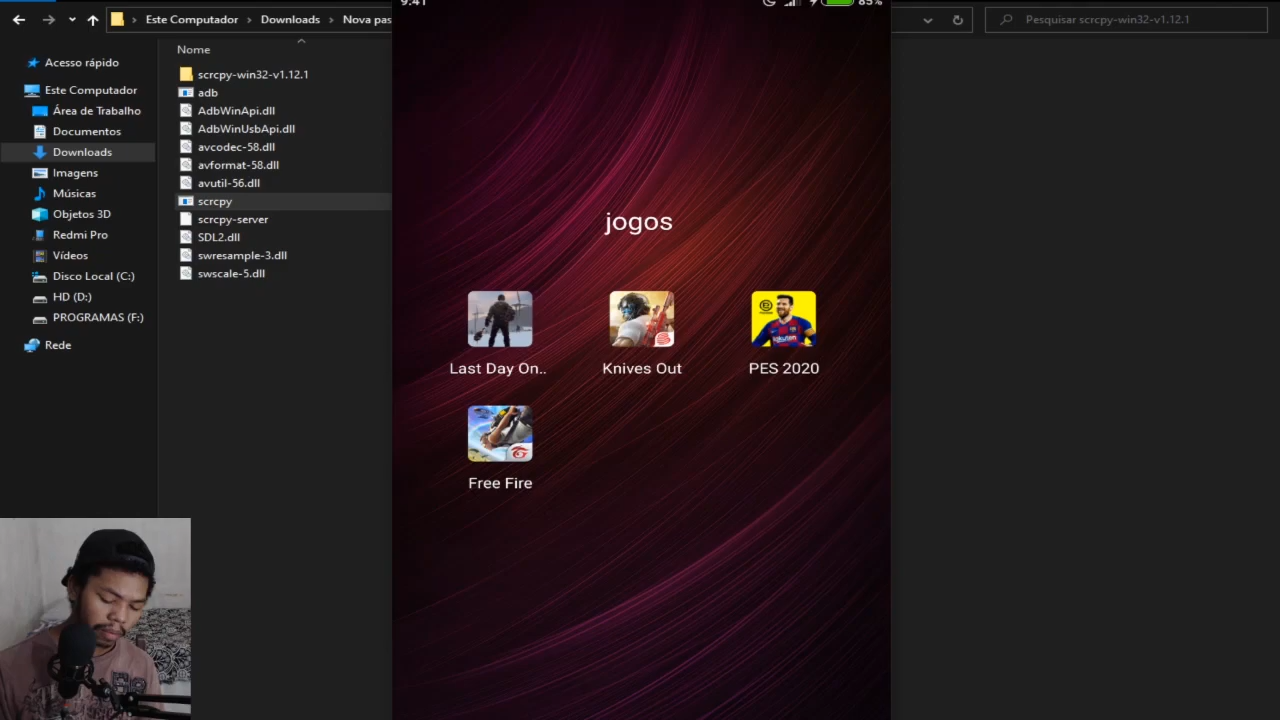 Este Computador
Downloads
Nova pas
Pesquisar scrcpy-win32-v1.12.1
9:41
85%
Acesso rápido
Este Computador
Área de Trabalho
Documentos
Downloads
Imagens
Músicas
Objetos 3D
Redmi Pro
Vídeos
Disco Local (C:)
HD (D:)
PROGRAMAS (F:)
Rede
Nome
scrcpy-win32-v1.12.1
adb
AdbWinApi.dll
AdbWinUsbApi.dll
avcodec-58.dll
avformat-58.dll
avutil-56.dll
scrcpy
scrcpy-server
SDL2.dll
swresample-3.dll
swscale-5.dll
jogos
Last Day On..
Knives Out
PES 2020
Free Fire